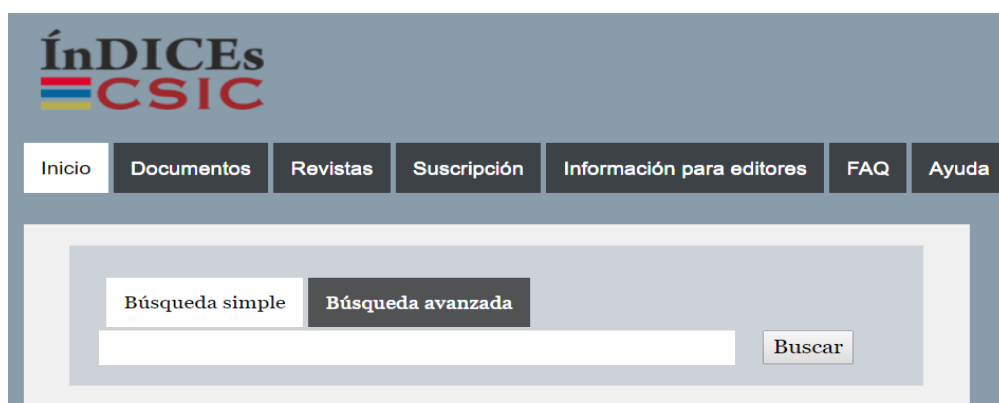 ÍnDICEs
CSIC
Inicio Documentos Revistas Suscripción Información para editores FAQ Ayuda
Búsqueda simple Búsqueda avanzada
Buscar